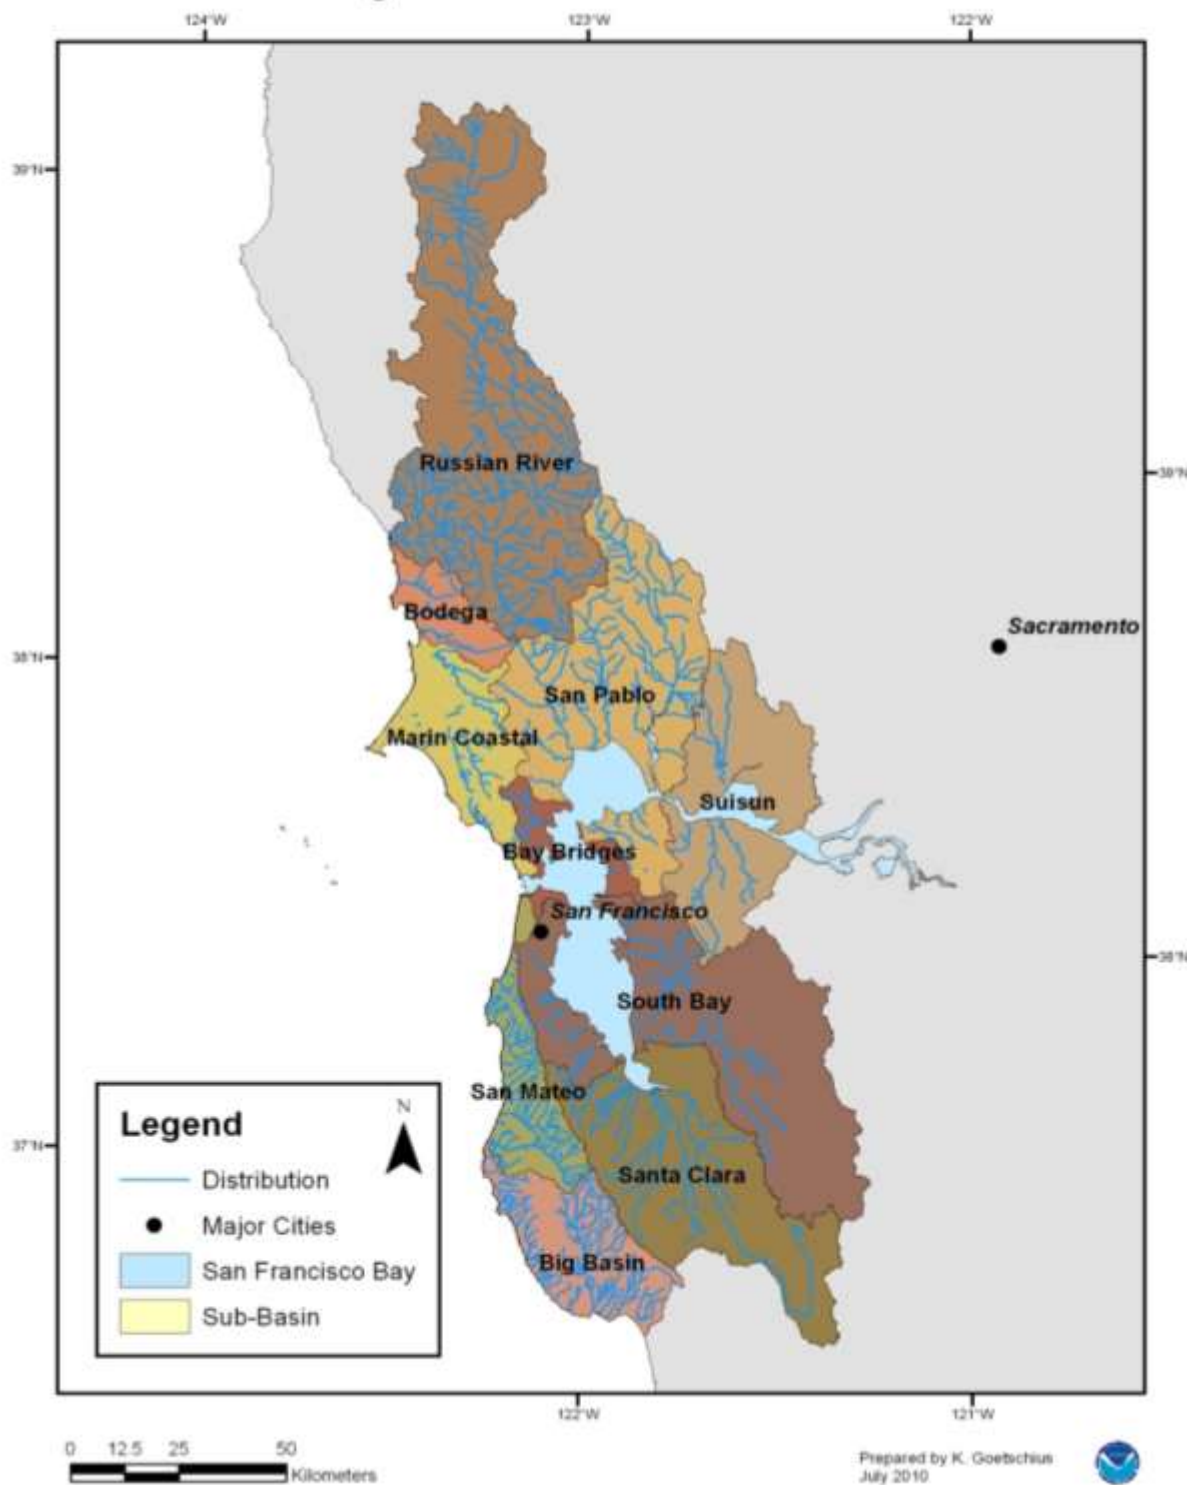 124°W
123°W
122°W
39°N
39°N
Russian River
Bodega
Sacramento
38°N
San Pablo
Marin Coastal
Suisun
Bay Bridges
San Francisco
38°N
South Bay
San Mateo
37°N
Santa Clara
Big Basin
Legend
N
Distribution
Major Cities
San Francisco Bay
Sub-Basin
122°W
121°W
0 12.5 25 50
Kilometers
Prepared by K. Goetschius
July 2010